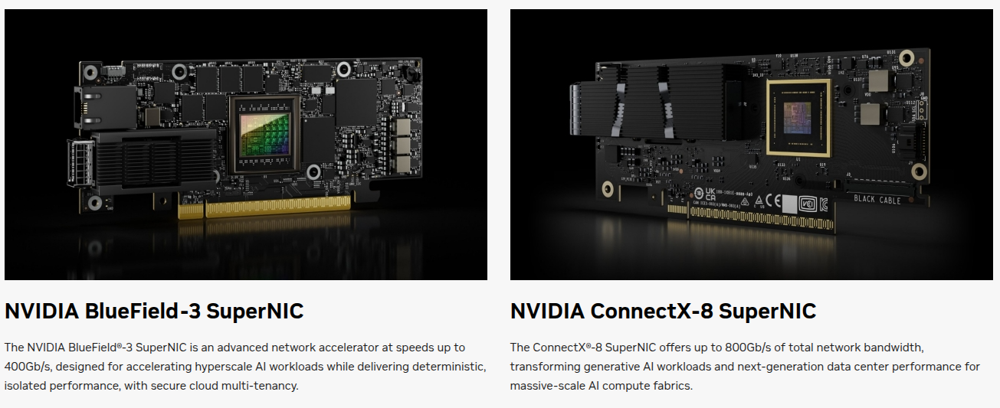 UK
CA
CE
VCI
BLACK CABLE
NVIDIA BlueField-3 SuperNIC
The NVIDIA BlueField®-3 SuperNIC is an advanced network accelerator at speeds up to
400Gb/s, designed for accelerating hyperscale AI workloads while delivering deterministic,
isolated performance, with secure cloud multi-tenancy.
NVIDIA ConnectX-8 SuperNIC
The ConnectX®-8 SuperNIC offers up to 800Gb/s of total network bandwidth,
transforming generative AI workloads and next-generation data center performance for
massive-scale AI compute fabrics.